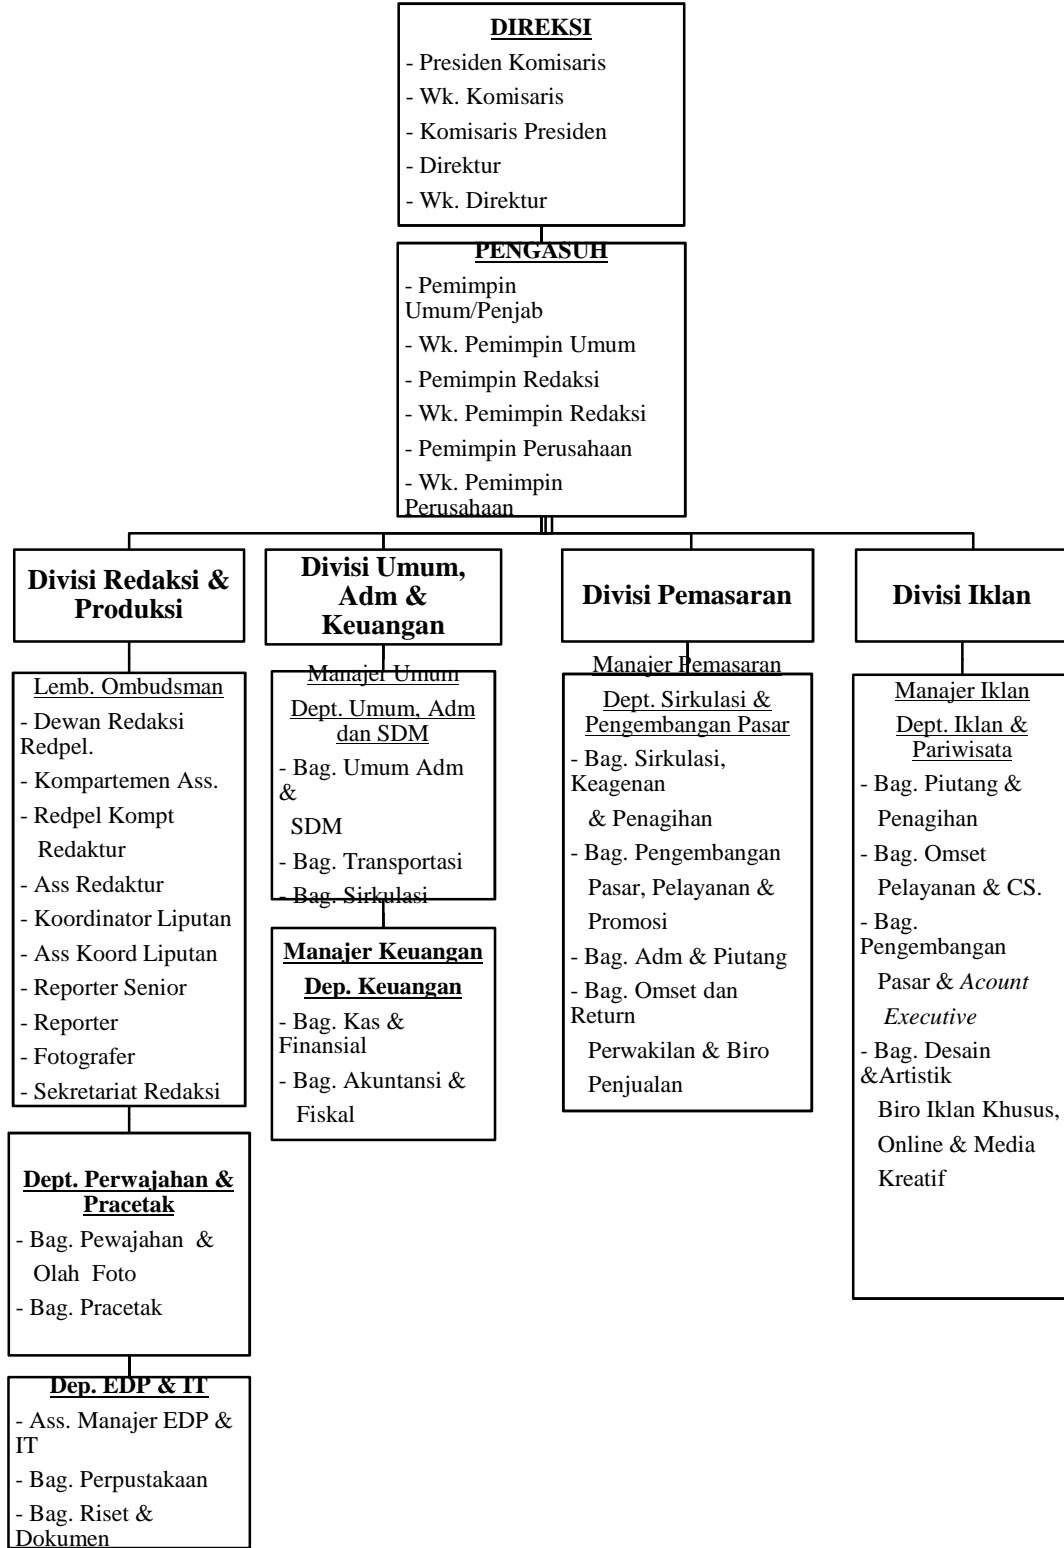 DIREKSI
- Presiden Komisaris
- Wk. Komisaris
- Komisaris Presiden
- Direktur
- Wk. Direktur
PENGASUH
- Pemimpin
Umum/Penjab
- Wk. Pemimpin Umum
- Pemimpin Redaksi
- Wk. Pemimpin Redaksi
- Pemimpin Perusahaan
- Wk. Pemimpin
Perusahaan
Divisi Redaksi &
Produksi
Lemb. Ombudsman
- Dewan Redaksi
Redpel.
- Kompartemen Ass.
- Redpel Kompt
Redaktur
- Ass Redaktur
- Koordinator Liputan
- Ass Koord Liputan
- Reporter Senior
- Reporter
- Fotografer
- Sekretariat Redaksi
Dept. Perwajahan &
Pracetak
- Bag. Pewajahan &
Olah Foto
- Bag. Pracetak
Dep. EDP & IT
- Ass. Manajer EDP &
IT
- Bag. Perpustakaan
- Bag. Riset &
Dokumen
Divisi Umum,
Adm &
Keuangan
Manajer Umum
Dept. Umum, Adm
dan SDM
- Bag. Umum Adm
&
SDM
- Bag. Transportasi
- Bag. Sirkulasi
Manajer Keuangan
Dep. Keuangan
- Bag. Kas &
Finansial
- Bag. Akuntansi &
Fiskal
Divisi Pemasaran
Manajer Pemasaran
Dept. Sirkulasi &
Pengembangan Pasar
- Bag. Sirkulasi,
Keagenan
& Penagihan
- Bag. Pengembangan
Pasar, Pelayanan &
Promosi
- Bag. Adm & Piutang
- Bag. Omset dan
Return
Perwakilan & Biro
Penjualan
Divisi Iklan
Manajer Iklan
Dept. Iklan &
Pariwisata
- Bag. Piutang &
Penagihan
- Bag. Omset
Pelayanan & CS.
- Bag.
Pengembangan
Pasar & Acount
Executive
- Bag. Desain
&Artistik
Biro Iklan Khusus,
Online & Media
Kreatif